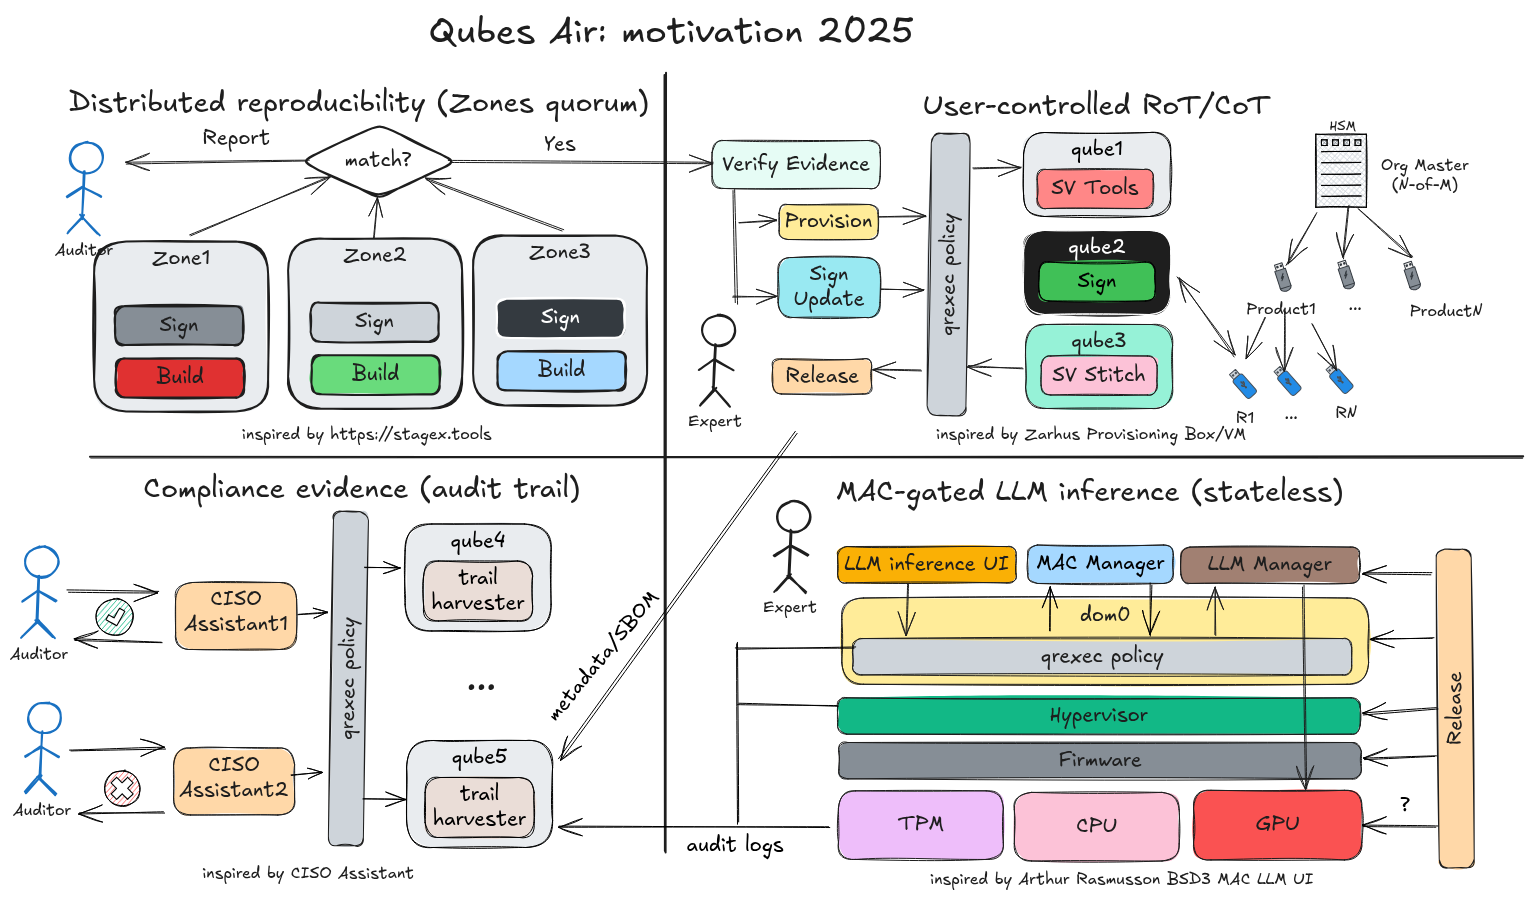 Qubes Air: motivation 2025
Distributed reproducibility (Zones quorum)
Report
match?
Yes
Auditor
Zone1
Sign
Build
Zone2
Sign
Build
Zone3
Sign
Build
inspired by https://stagex.tools
User-controlled RoT/CoT
Verify Evidence
Provision
Sign
Update
Release
Expert
qrexec policy
qube1
SV Tools
qube2
Sign
qube3
SV Stitch
HSM
Org Master
(N-of-M)
Product1
...
ProductN
R1
...
RN
inspired by Zarhus Provisioning Box/VM
Compliance evidence (audit trail)
Auditor
CISO
Assistant1
Auditor
CISO
Assistant2
qrexec policy
qube4
trail
harvester
...
qube5
trail
harvester
metadata/SBOM
audit logs
inspired by CISO Assistant
MAC-gated LLM inference (stateless)
Expert
LLM inference UI
MAC Manager
LLM Manager
dom0
qrexec policy
Hypervisor
Firmware
TPM
CPU
GPU
?
Release
inspired by Arthur Rasmusson BSD3 MAC LLM UI